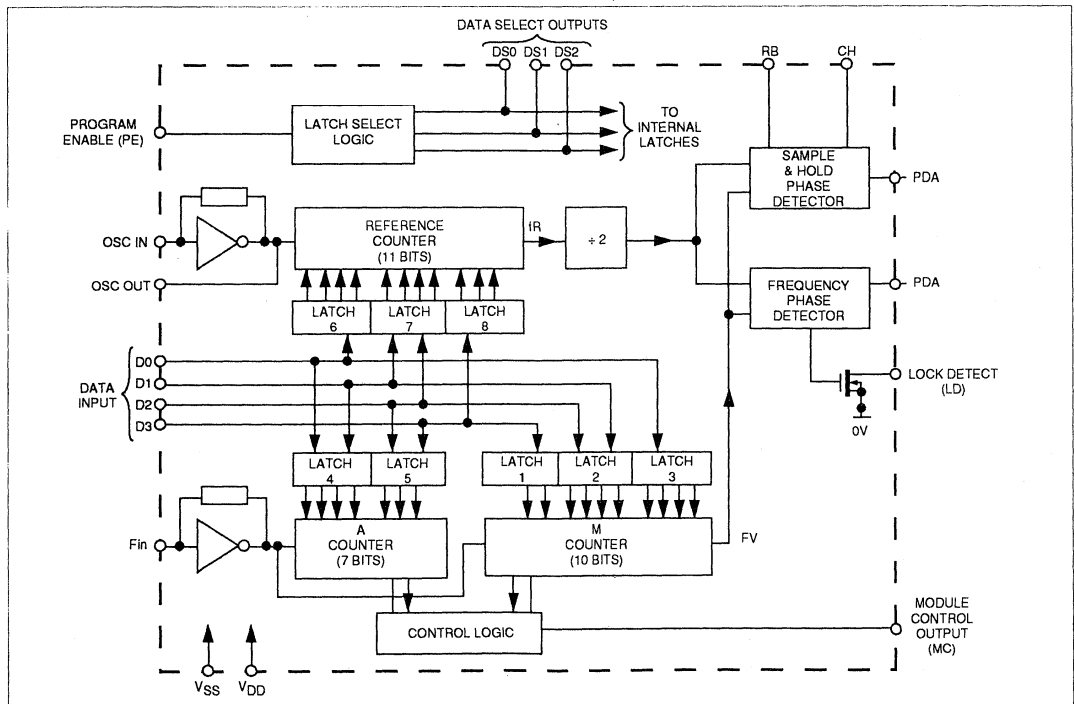 DATA SELECT OUTPUTS
DS0 DS1 DS2
RB
CH
PROGRAM
ENABLE (PE)
LATCH SELECT
LOGIC
TO
INTERNAL
LATCHES
SAMPLE
& HOLD
PHASE
DETECTOR
PDA
OSC IN
OSC OUT
REFERENCE
COUNTER
(11 BITS)
fR
÷ 2
FREQUENCY
PHASE
DETECTOR
PDA
LATCH
6
LATCH
7
LATCH
8
LOCK DETECT
(LD)
0V
DATA
INPUT
D0
D1
D2
D3
LATCH
4
LATCH
5
LATCH
1
LATCH
2
LATCH
3
Fin
A
COUNTER
(7 BITS)
M
COUNTER
(10 BITS)
FV
CONTROL LOGIC
MODULE
CONTROL
OUTPUT
(MC)
VSS
VDD